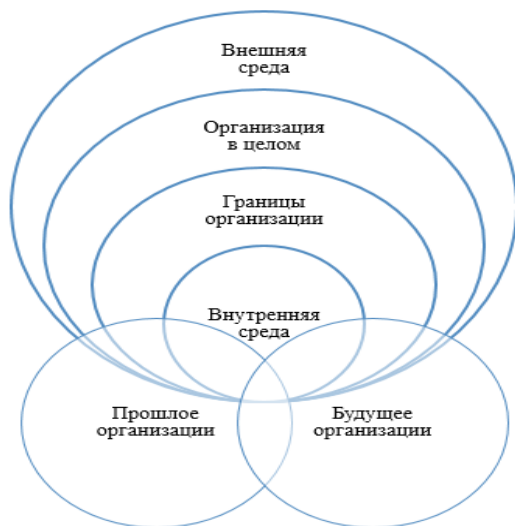 Внешняя
среда
Организация
в целом
Границы
организации
Внутренняя
среда
Прошлое
организации
Будущее
организации